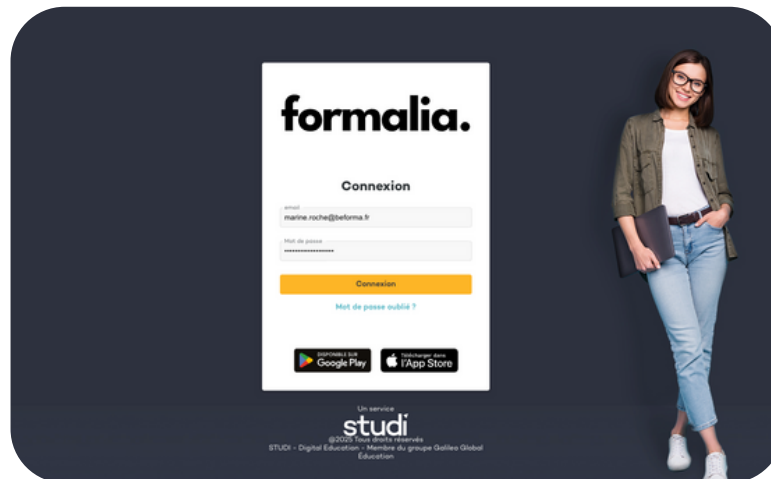 formalia.
Connexion
email
marine.roche@beforma.fr
Mot de passe
Connexion
Mot de passe oublié ?
DISPONIBLE SUR
Google Play
Télécharger dans
l'App Store
Un service
studi
@2025 Tous droits réservés
STUDI - Digital Education - Membre du groupe Galileo Global
Education